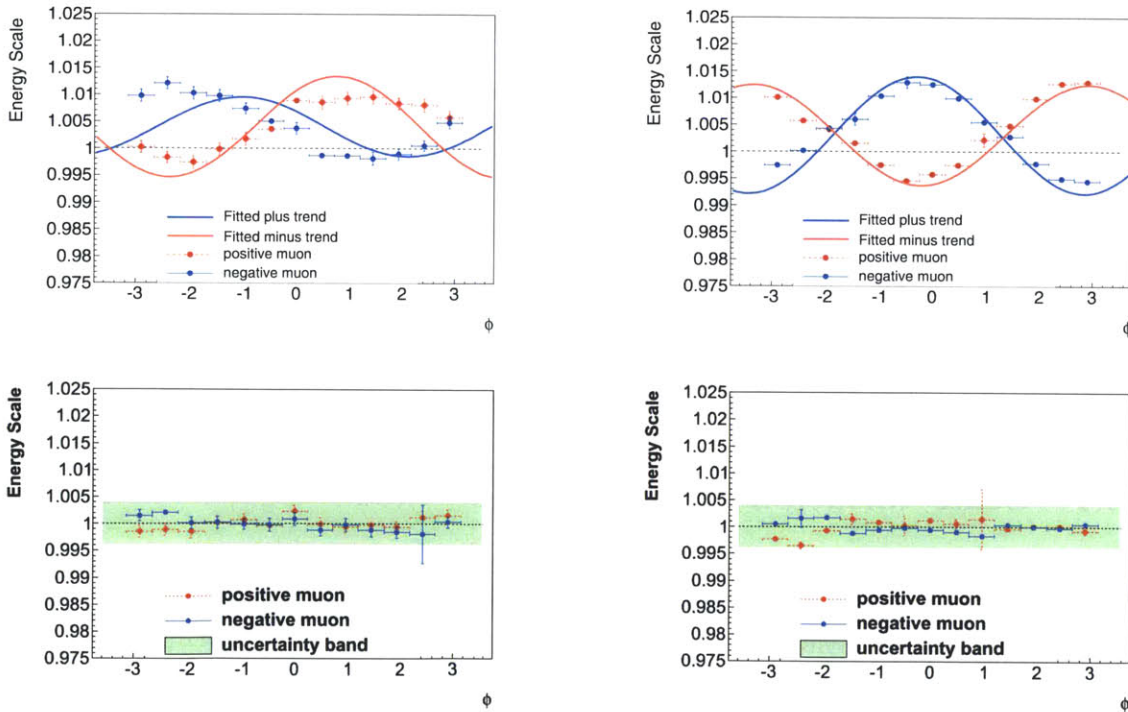 Energy Scale
1.025
1.02
1.015
1.01
1.005
1
0.995
0.99
0.985
0.98
0.975
Fitted plus trend
Fitted minus trend
positive muon
negative muon
-3 -2 -1 0 1 2 3
ϕ
Energy Scale
1.025
1.02
1.015
1.01
1.005
1
0.995
0.99
0.985
0.98
0.975
Fitted plus trend
Fitted minus trend
positive muon
negative muon
-3 -2 -1 0 1 2 3
ϕ
Energy Scale
1.025
1.02
1.015
1.01
1.005
1
0.995
0.99
0.985
0.98
0.975
positive muon
negative muon
uncertainty band
-3 -2 -1 0 1 2 3
ϕ
Energy Scale
1.025
1.02
1.015
1.01
1.005
1
0.995
0.99
0.985
0.98
0.975
positive muon
negative muon
uncertainty band
-3 -2 -1 0 1 2 3
ϕ